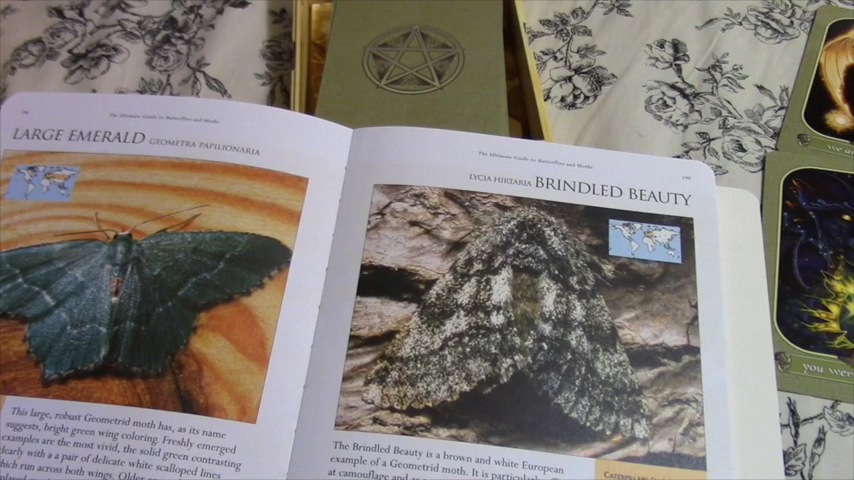 The Ultimate Guide to Butterflies and Moths
LARGE EMERALD GEOMETRA PAPILIONARIA
This large, robust Geometrid moth has, as its name
suggests, bright green wing coloring. Freshly emerged
examples are the most vivid, the solid green contrasting
clearly with a a pair of delicate white scalloped lines
which run across both wings. Older
The Ultimate Guide to Butterflies and Moths
LYCIA HIRTARIA BRINDLED BEAUTY
The Brindled Beauty is a brown and white European
example of a Geometrid moth. It is particularly
at camouflage and
we
you were